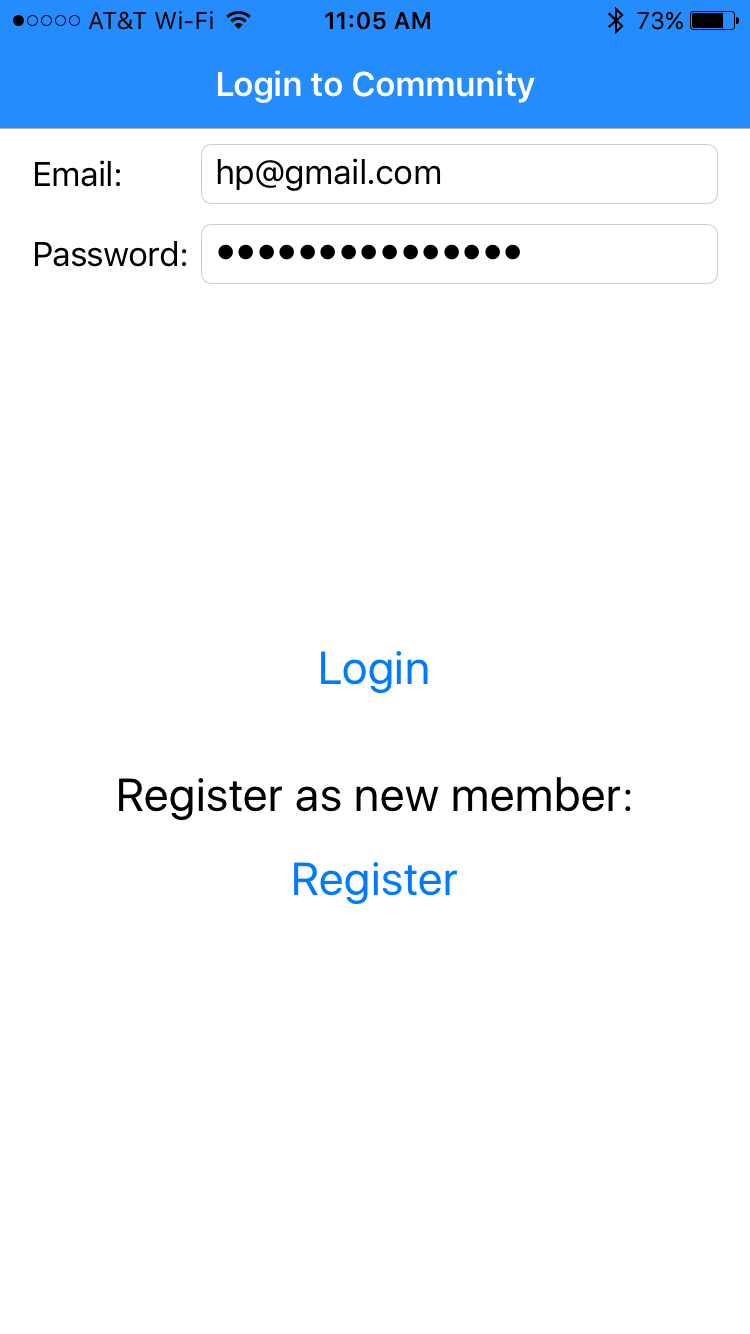 AT&T Wi-Fi 11:05 AM 73%
Login to Community
Email: hp@gmail.com
Password: ●●●●●●●●●●●●●●●
Login
Register as new member:
Register